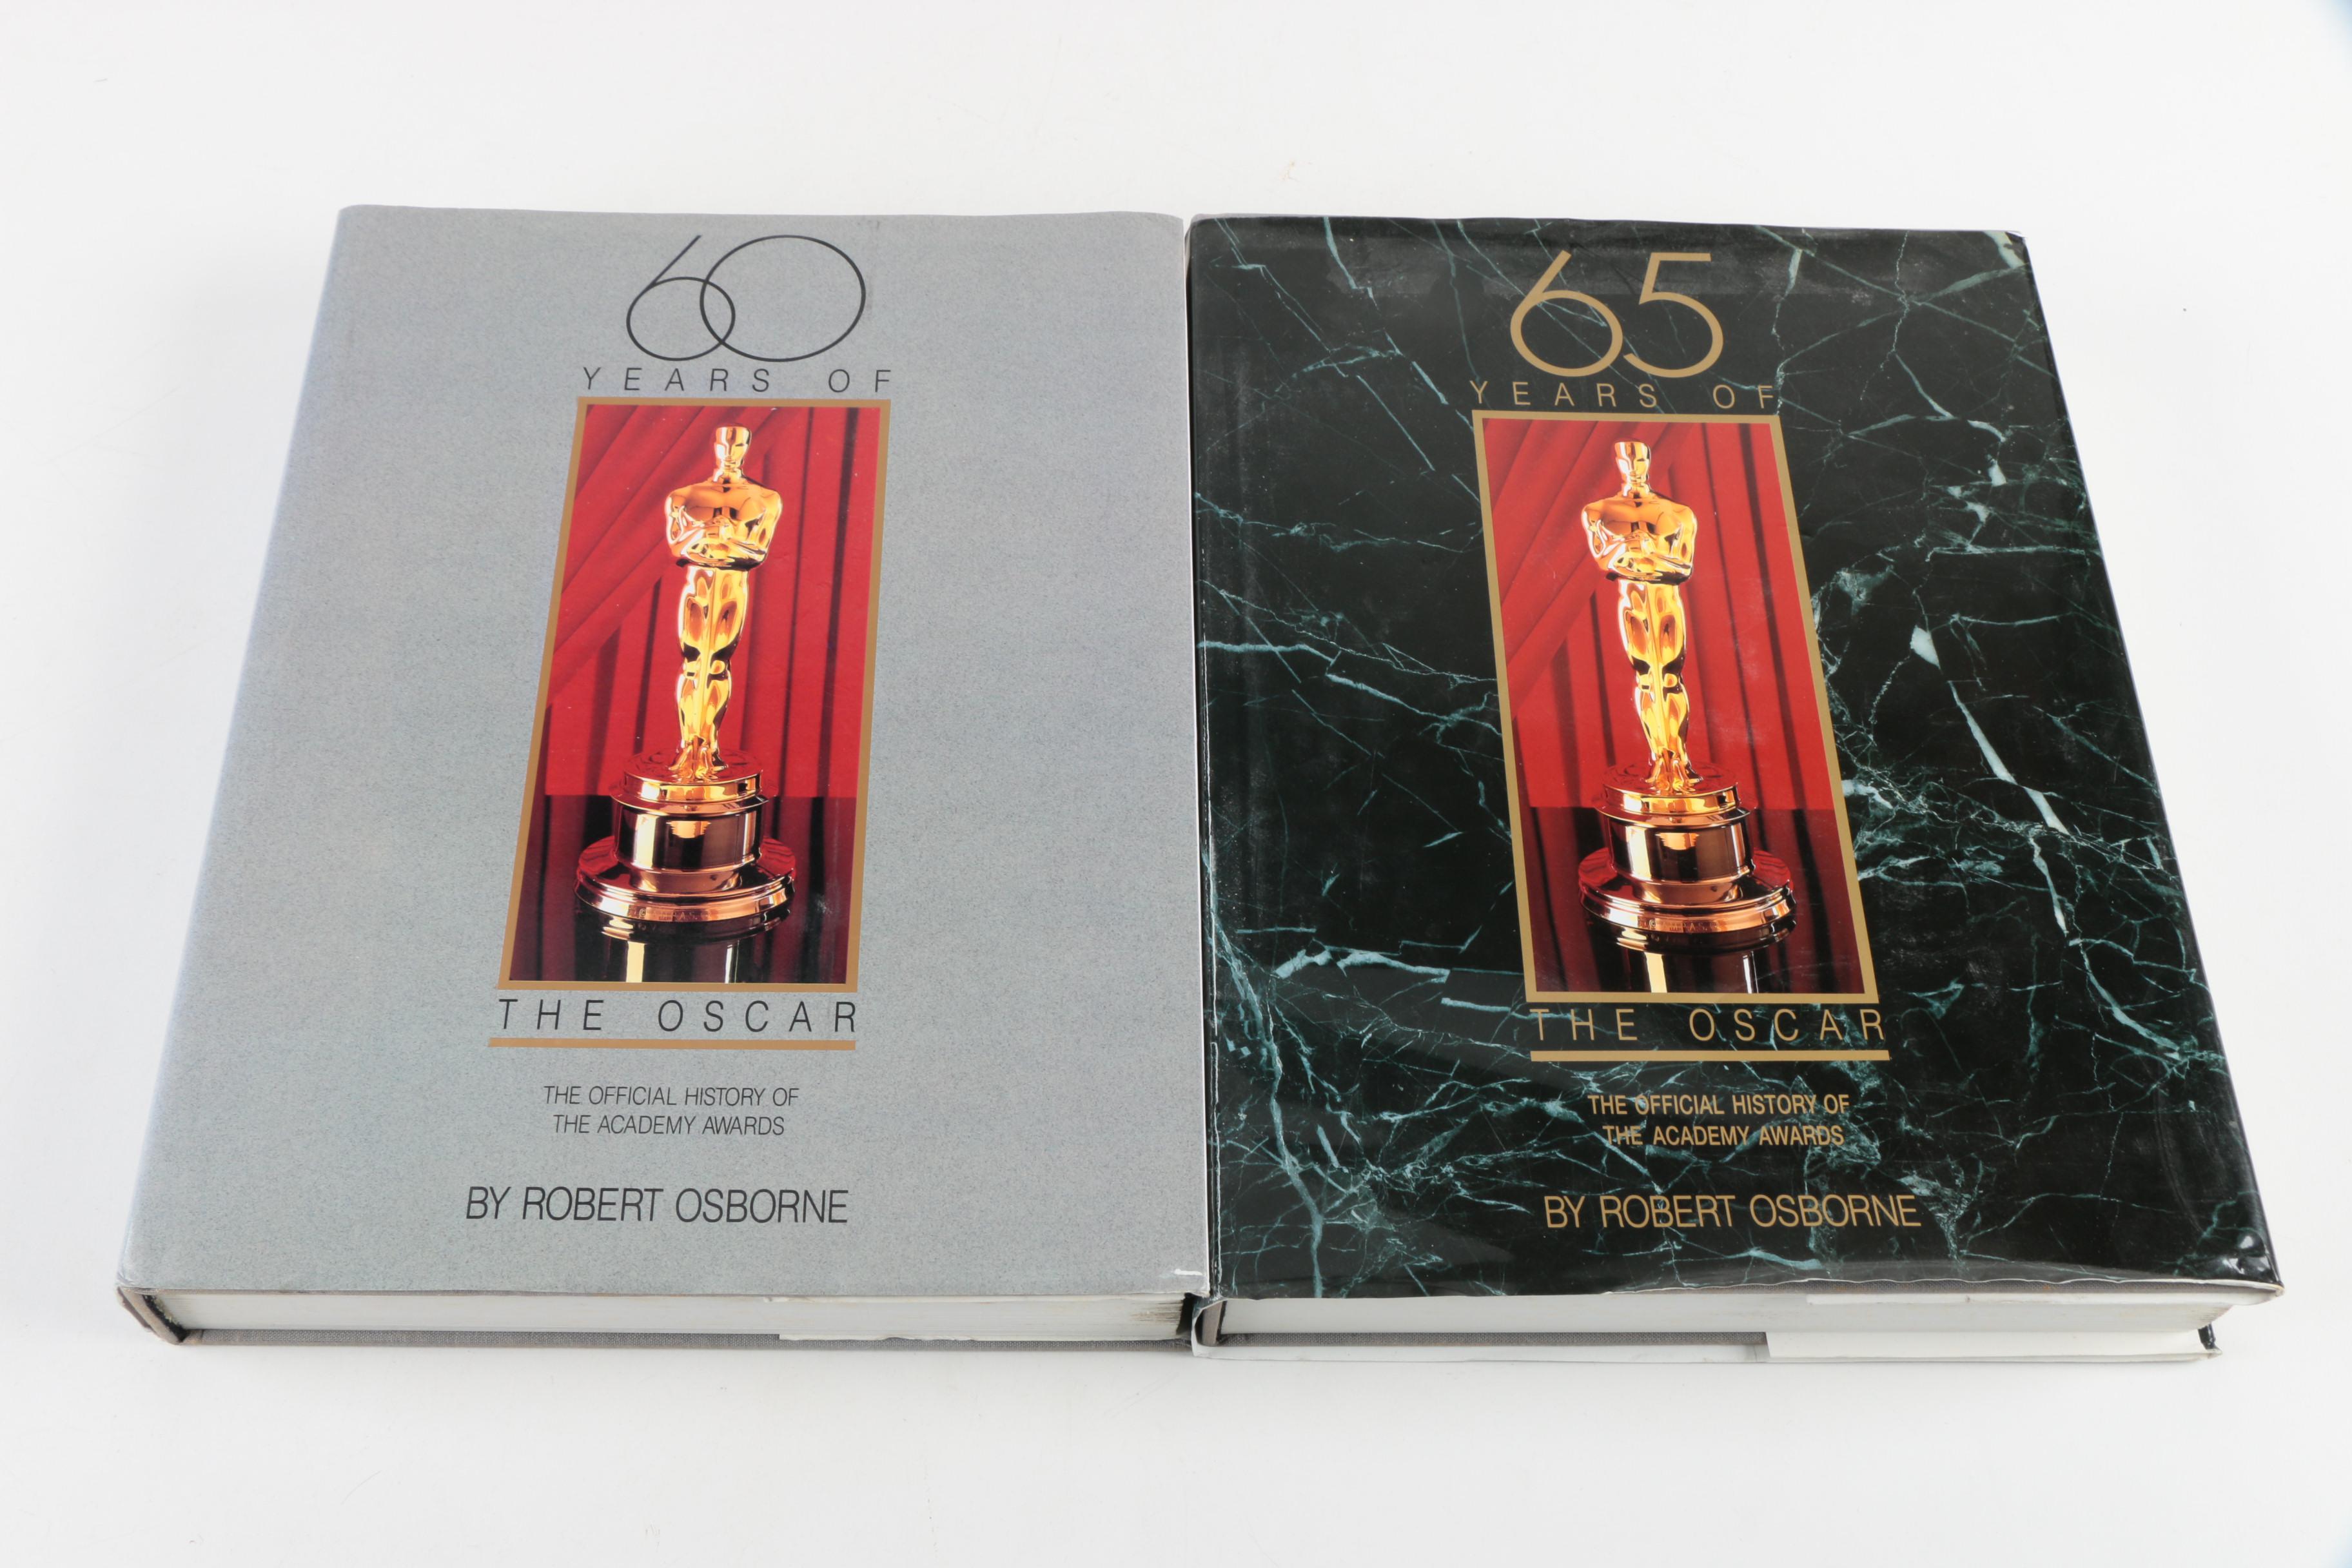 60
YEARS OF
THE OSCAR
THE OFFICIAL HISTORY OF
THE ACADEMY AWARDS
BY ROBERT OSBORNE
65
YEARS OF
THE OSCAR
THE OFFICIAL HISTORY OF
THE ACADEMY AWARDS
BY ROBERT OSBORNE